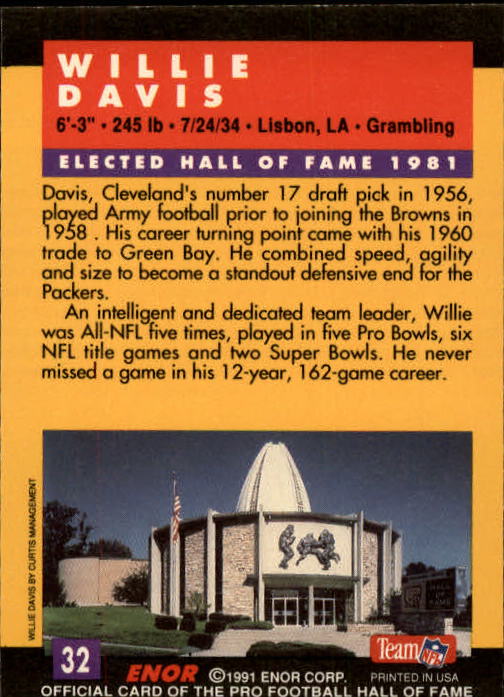 WILLIE
DAVIS
6'-3" • 245 lb • 7/24/34 • Lisbon, LA • Grambling
ELECTED HALL OF FAME 1981
Davis, Cleveland's number 17 draft pick in 1956,
played Army football prior to joining the Browns in
1958 . His career turning point came with his 1960
trade to Green Bay. He combined speed, agility
and size to become a standout defensive end for the
Packers.
An intelligent and dedicated team leader, Willie
was All-NFL five times, played in five Pro Bowls, six
NFL title games and two Super Bowls. He never
missed a game in his 12-year, 162-game career.
WILLIE DAVIS BY CURTIS MANAGEMENT
HALL OF FAME
32
ENOR ©1991 ENOR CORP.
Team NFL
PRINTED IN USA
OFFICIAL CARD OF THE PRO FOOTBALL HALL OF FAME